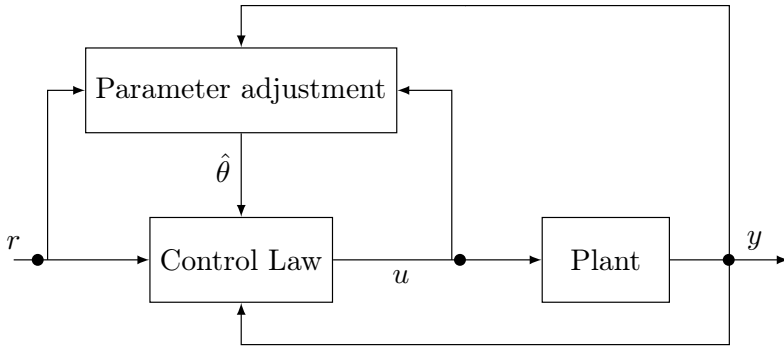 Parameter adjustment
θ̂
r
Control Law
u
Plant
y